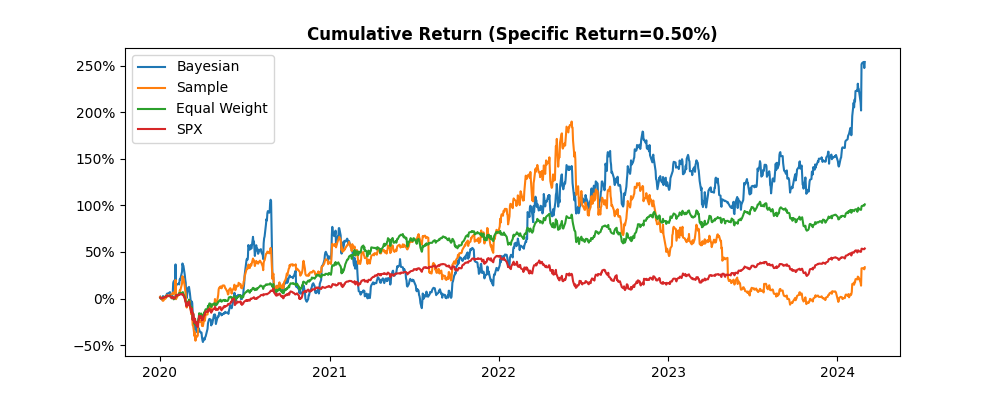 Cumulative Return (Specific Return=0.50%)
Bayesian
Sample
Equal Weight
SPX
250%
200%
150%
100%
50%
0%
−50%
2020
2021
2022
2023
2024